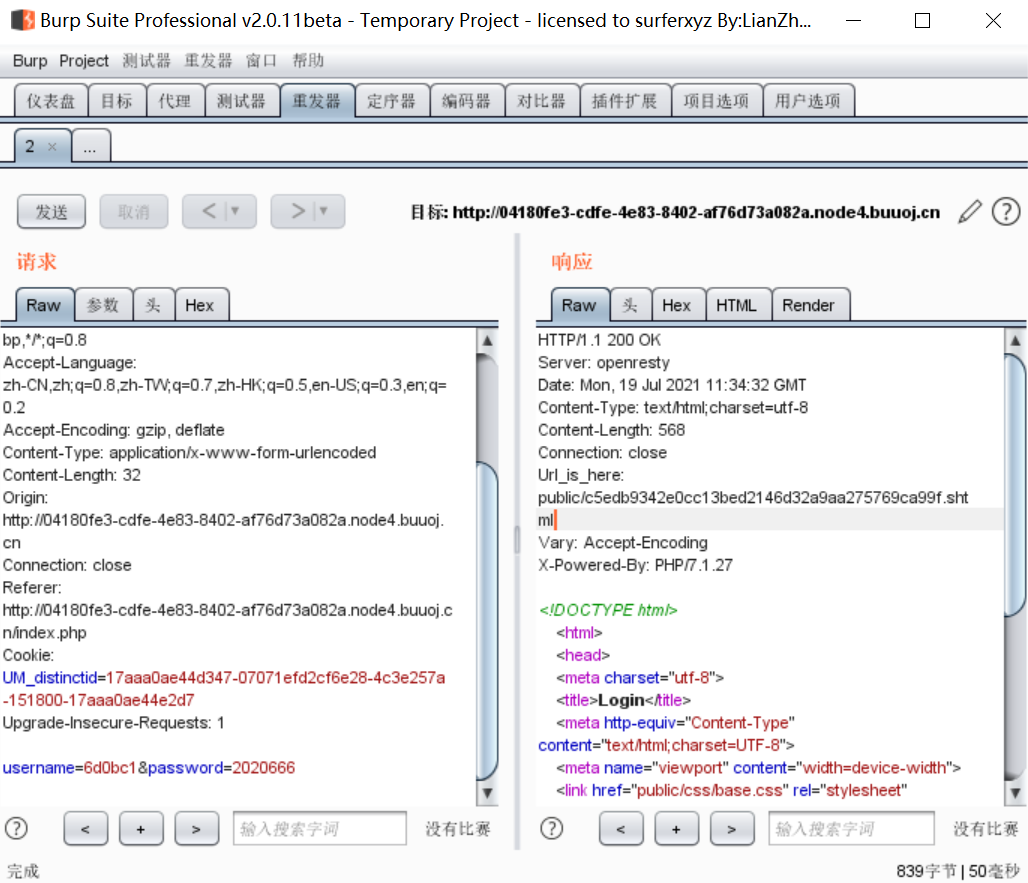 Burp Suite Professional v2.0.11beta - Temporary Project - licensed to surferxyz By:LianZh...
Burp Project 测试器 重发器 窗口 帮助
仪表盘 目标 代理 测试器 重发器 定序器 编码器 对比器 插件扩展 项目选项 用户选项
2 × ...
发送 取消 < ▼ > ▼ 目标: http://04180fe3-cdfe-4e83-8402-af76d73a082a.node4.buuoj.cn ?
请求
Raw 参数 头 Hex
bp,*/*;q=0.8
Accept-Language:
zh-CN,zh;q=0.8,zh-TW;q=0.7,zh-HK;q=0.5,en-US;q=0.3,en;q=
0.2
Accept-Encoding: gzip, deflate
Content-Type: application/x-www-form-urlencoded
Content-Length: 32
Origin:
http://04180fe3-cdfe-4e83-8402-af76d73a082a.node4.buuoj.
cn
Connection: close
Referer:
http://04180fe3-cdfe-4e83-8402-af76d73a082a.node4.buuoj.c
n/index.php
Cookie:
UM_distinctid=17aaa0ae44d347-07071efd2cf6e28-4c3e257a
-151800-17aaa0ae44e2d7
Upgrade-Insecure-Requests: 1
username=6d0bc1&password=2020666
? < + > 输入搜索字词 没有比赛
响应
Raw 头 Hex HTML Render
HTTP/1.1 200 OK
Server: openresty
Date: Mon, 19 Jul 2021 11:34:32 GMT
Content-Type: text/html;charset=utf-8
Content-Length: 568
Connection: close
Url_is_here:
public/c5edb9342e0cc13bed2146d32a9aa275769ca99f.sht
ml
Vary: Accept-Encoding
X-Powered-By: PHP/7.1.27
<!DOCTYPE html>
<html>
<head>
<meta charset="utf-8">
<title>Login</title>
<meta http-equiv="Content-Type"
content="text/html;charset=UTF-8">
<meta name="viewport" content="width=device-width">
<link href="public/css/base.css" rel="stylesheet"
? < + > 输入搜索字词 没有比赛
完成 839字节 | 50毫秒